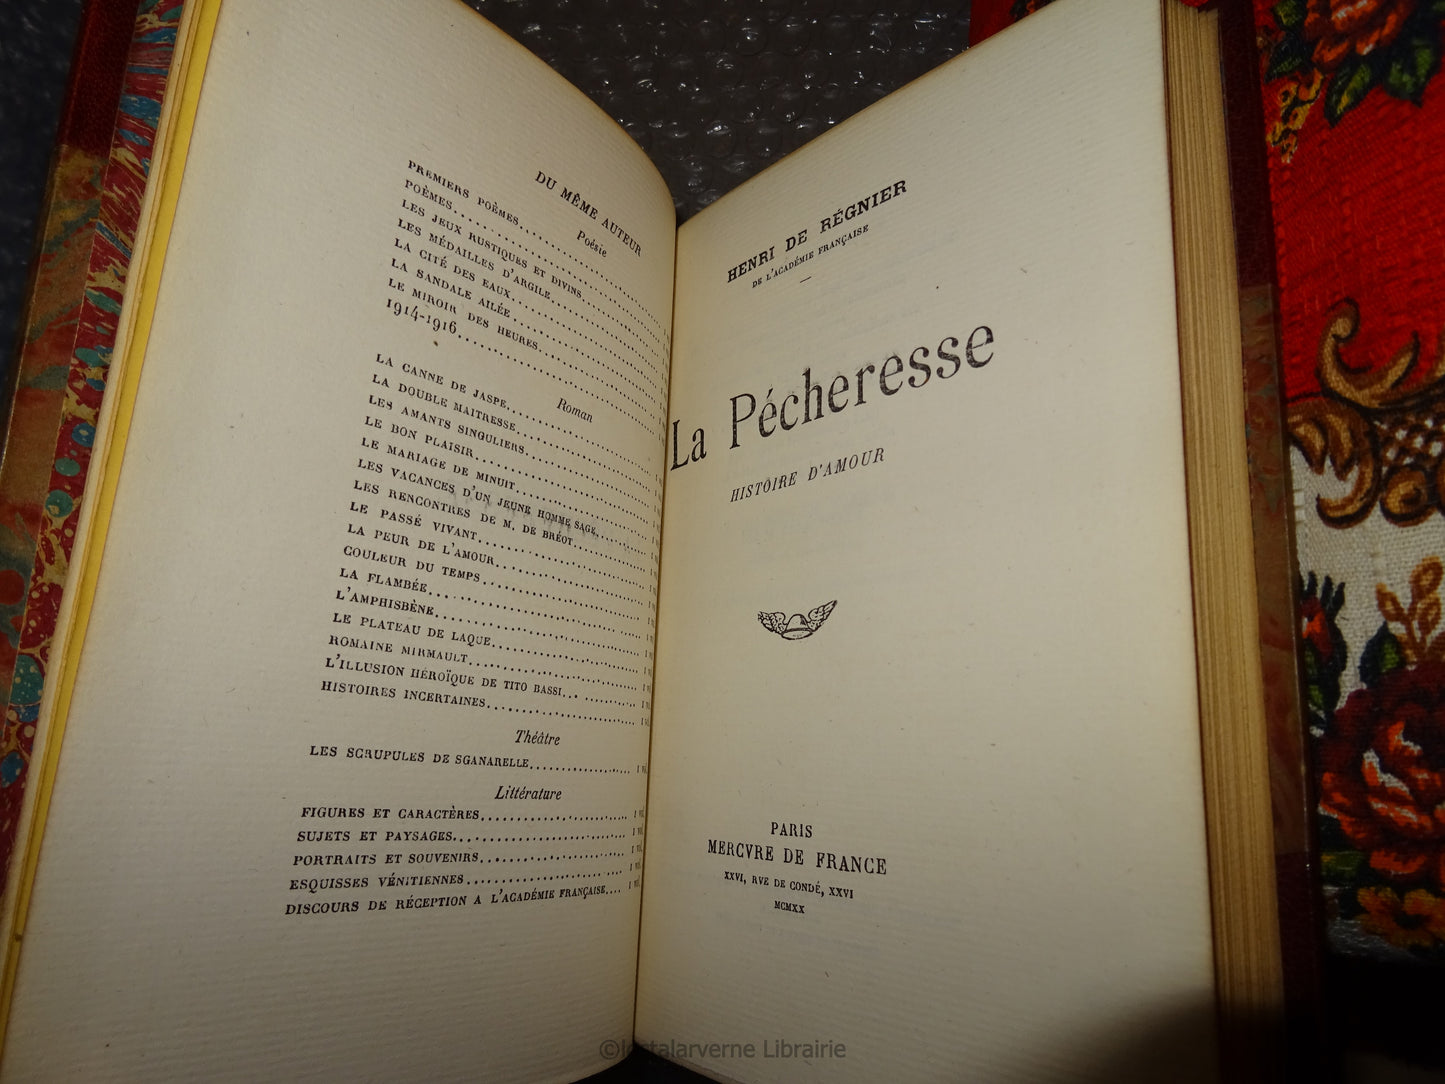 DU MÊME AUTEUR
Poésie
PREMIERS POÈMES
POÈMES
LES JEUX RUSTIQUES ET DIVINS
LES MÉDAILLES D'ARGILE
LA CITÉ DES EAUX
LA SANDALE AILÉE
LE MIROIR DES HEURES
1914-1916
Roman
LA CANNE DE JASPE
LA DOUBLE MAITRESSE
LES AMANTS SINGULIERS
LE BON PLAISIR
LE MARIAGE DE MINUIT
LES VACANCES D'UN JEUNE HOMME SAGE
LES RENCONTRES DE M. DE BRÉOT
LE PASSÉ VIVANT
LA PEUR DE L'AMOUR
COULEUR DU TEMPS
LA FLAMBÉE
L'AMPHISBÈNE
LE PLATEAU DE LAQUE
ROMAINE MIRMAULT
L'ILLUSION HÉROÏQUE DE TITO BASSI
HISTOIRES INCERTAINES
Théâtre
LES SCRUPULES DE SGANARELLE
Littérature
FIGURES ET CARACTÈRES
SUJETS ET PAYSAGES
PORTRAITS ET SOUVENIRS
ESQUISSES VÉNITIENNES
DISCOURS DE RÉCEPTION A L'ACADÉMIE FRANÇAISE
HENRI DE RÉGNIER
DE L'ACADÉMIE FRANÇAISE
La Pécheresse
HISTOIRE D'AMOUR
PARIS
MERCVRE DE FRANCE
XXVI, RVE DE CONDÉ, XXVI
MCMXX
Librairie